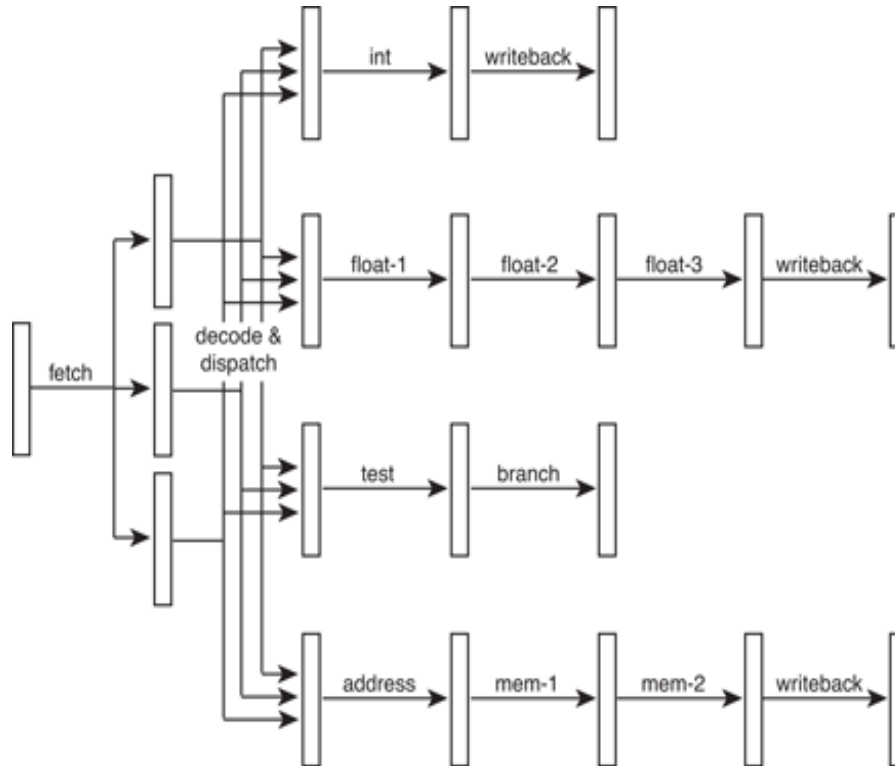 int
writeback
float-1
float-2
float-3
writeback
decode &
dispatch
fetch
test
branch
address
mem-1
mem-2
writeback